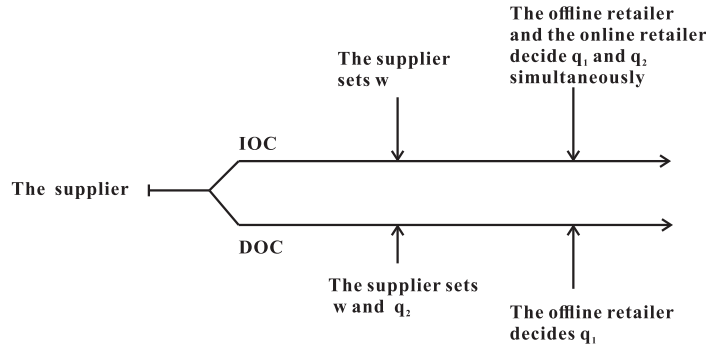 The offline retailer
and the online retailer
decide q₁ and q₂
simultaneously
The supplier
sets w
IOC
The supplier
DOC
The supplier sets
w and q₂
The offline retailer
decides q₁